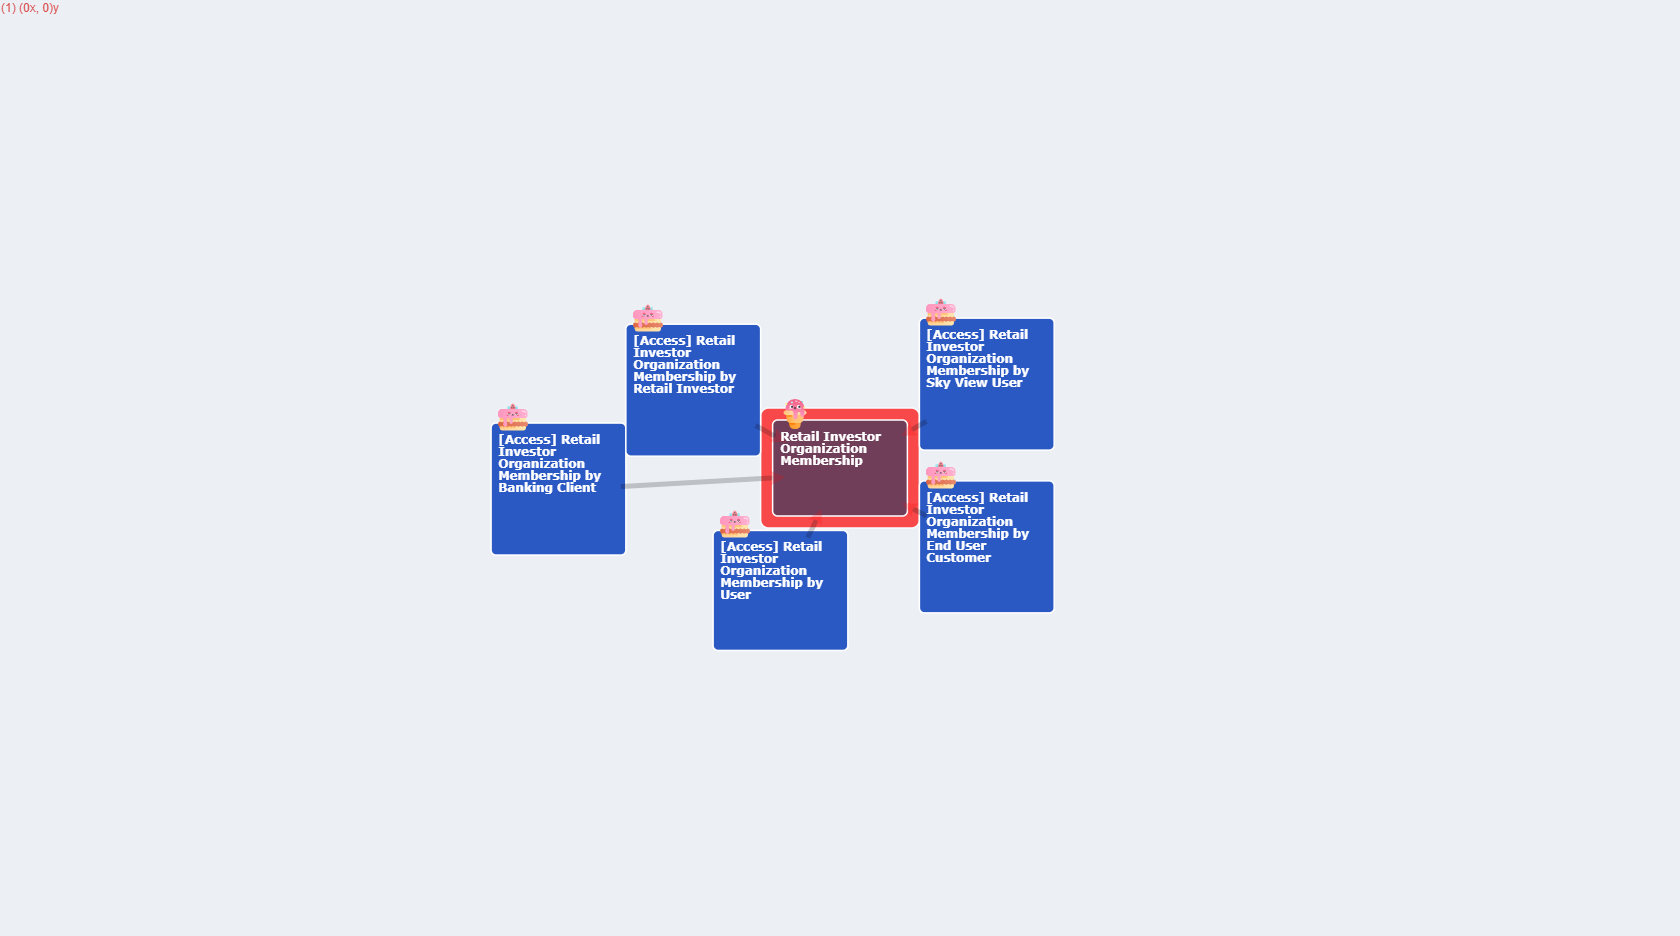 (1) (0x, 0)y
[Access] Retail
Investor
Organization
Membership by
Retail Investor
[Access] Retail
Investor
Organization
Membership by
Sky View User
[Access] Retail
Investor
Organization
Membership by
Banking Client
Retail Investor
Organization
Membership
[Access] Retail
Investor
Organization
Membership by
End User
Customer
[Access] Retail
Investor
Organization
Membership by
User